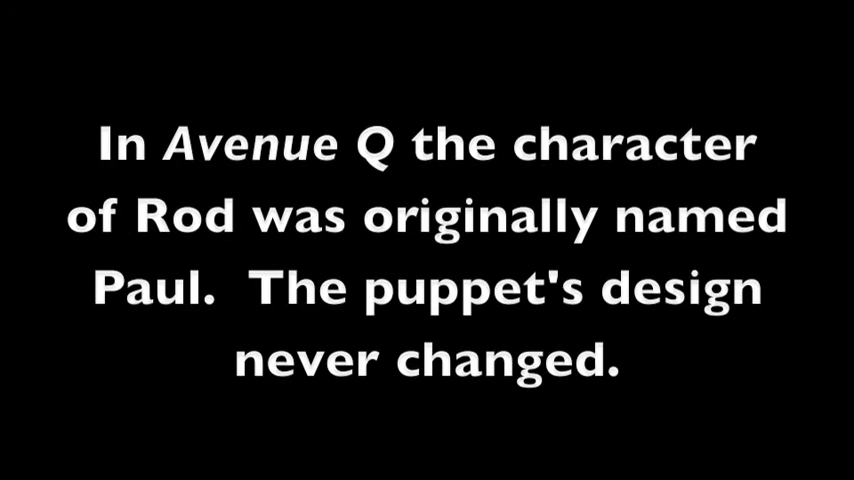 In Avenue Q the character
of Rod was originally named
Paul.  The puppet's design
never changed.